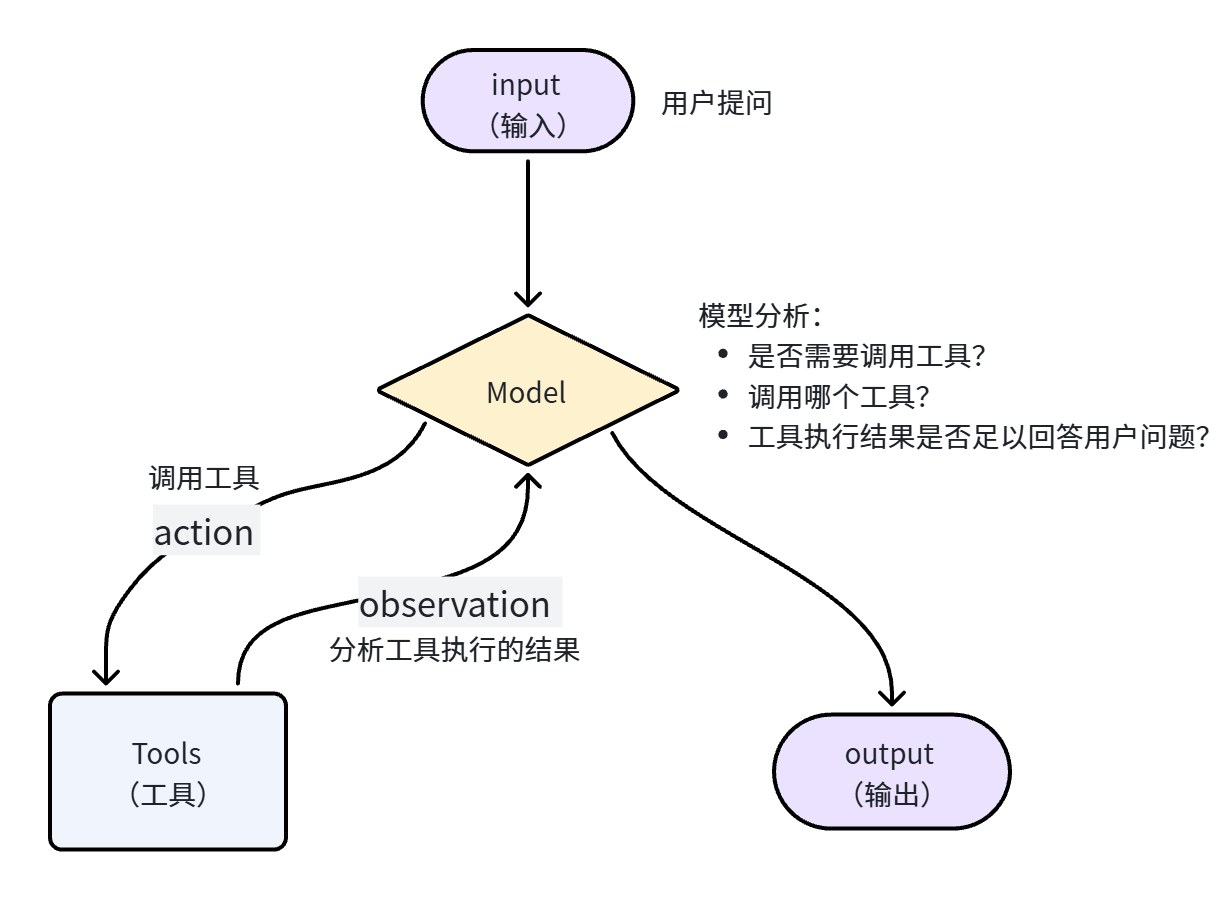 input
（输入）
用户提问
模型分析：
• 是否需要调用工具？
• 调用哪个工具？
• 工具执行结果是否足以回答用户问题？
Model
调用工具
action
observation
分析工具执行的结果
Tools
（工具）
output
（输出）